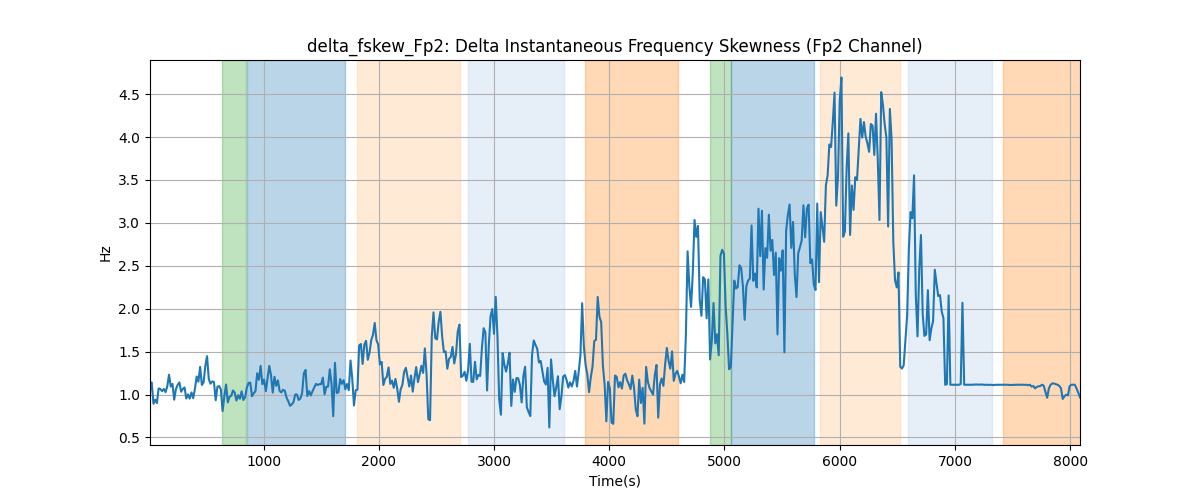 delta_fskew_Fp2: Delta Instantaneous Frequency Skewness (Fp2 Channel)
4.5
4.0
3.5
3.0
2.5
2.0
1.5
1.0
0.5
Hz
1000 2000 3000 4000 5000 6000 7000 8000
Time(s)